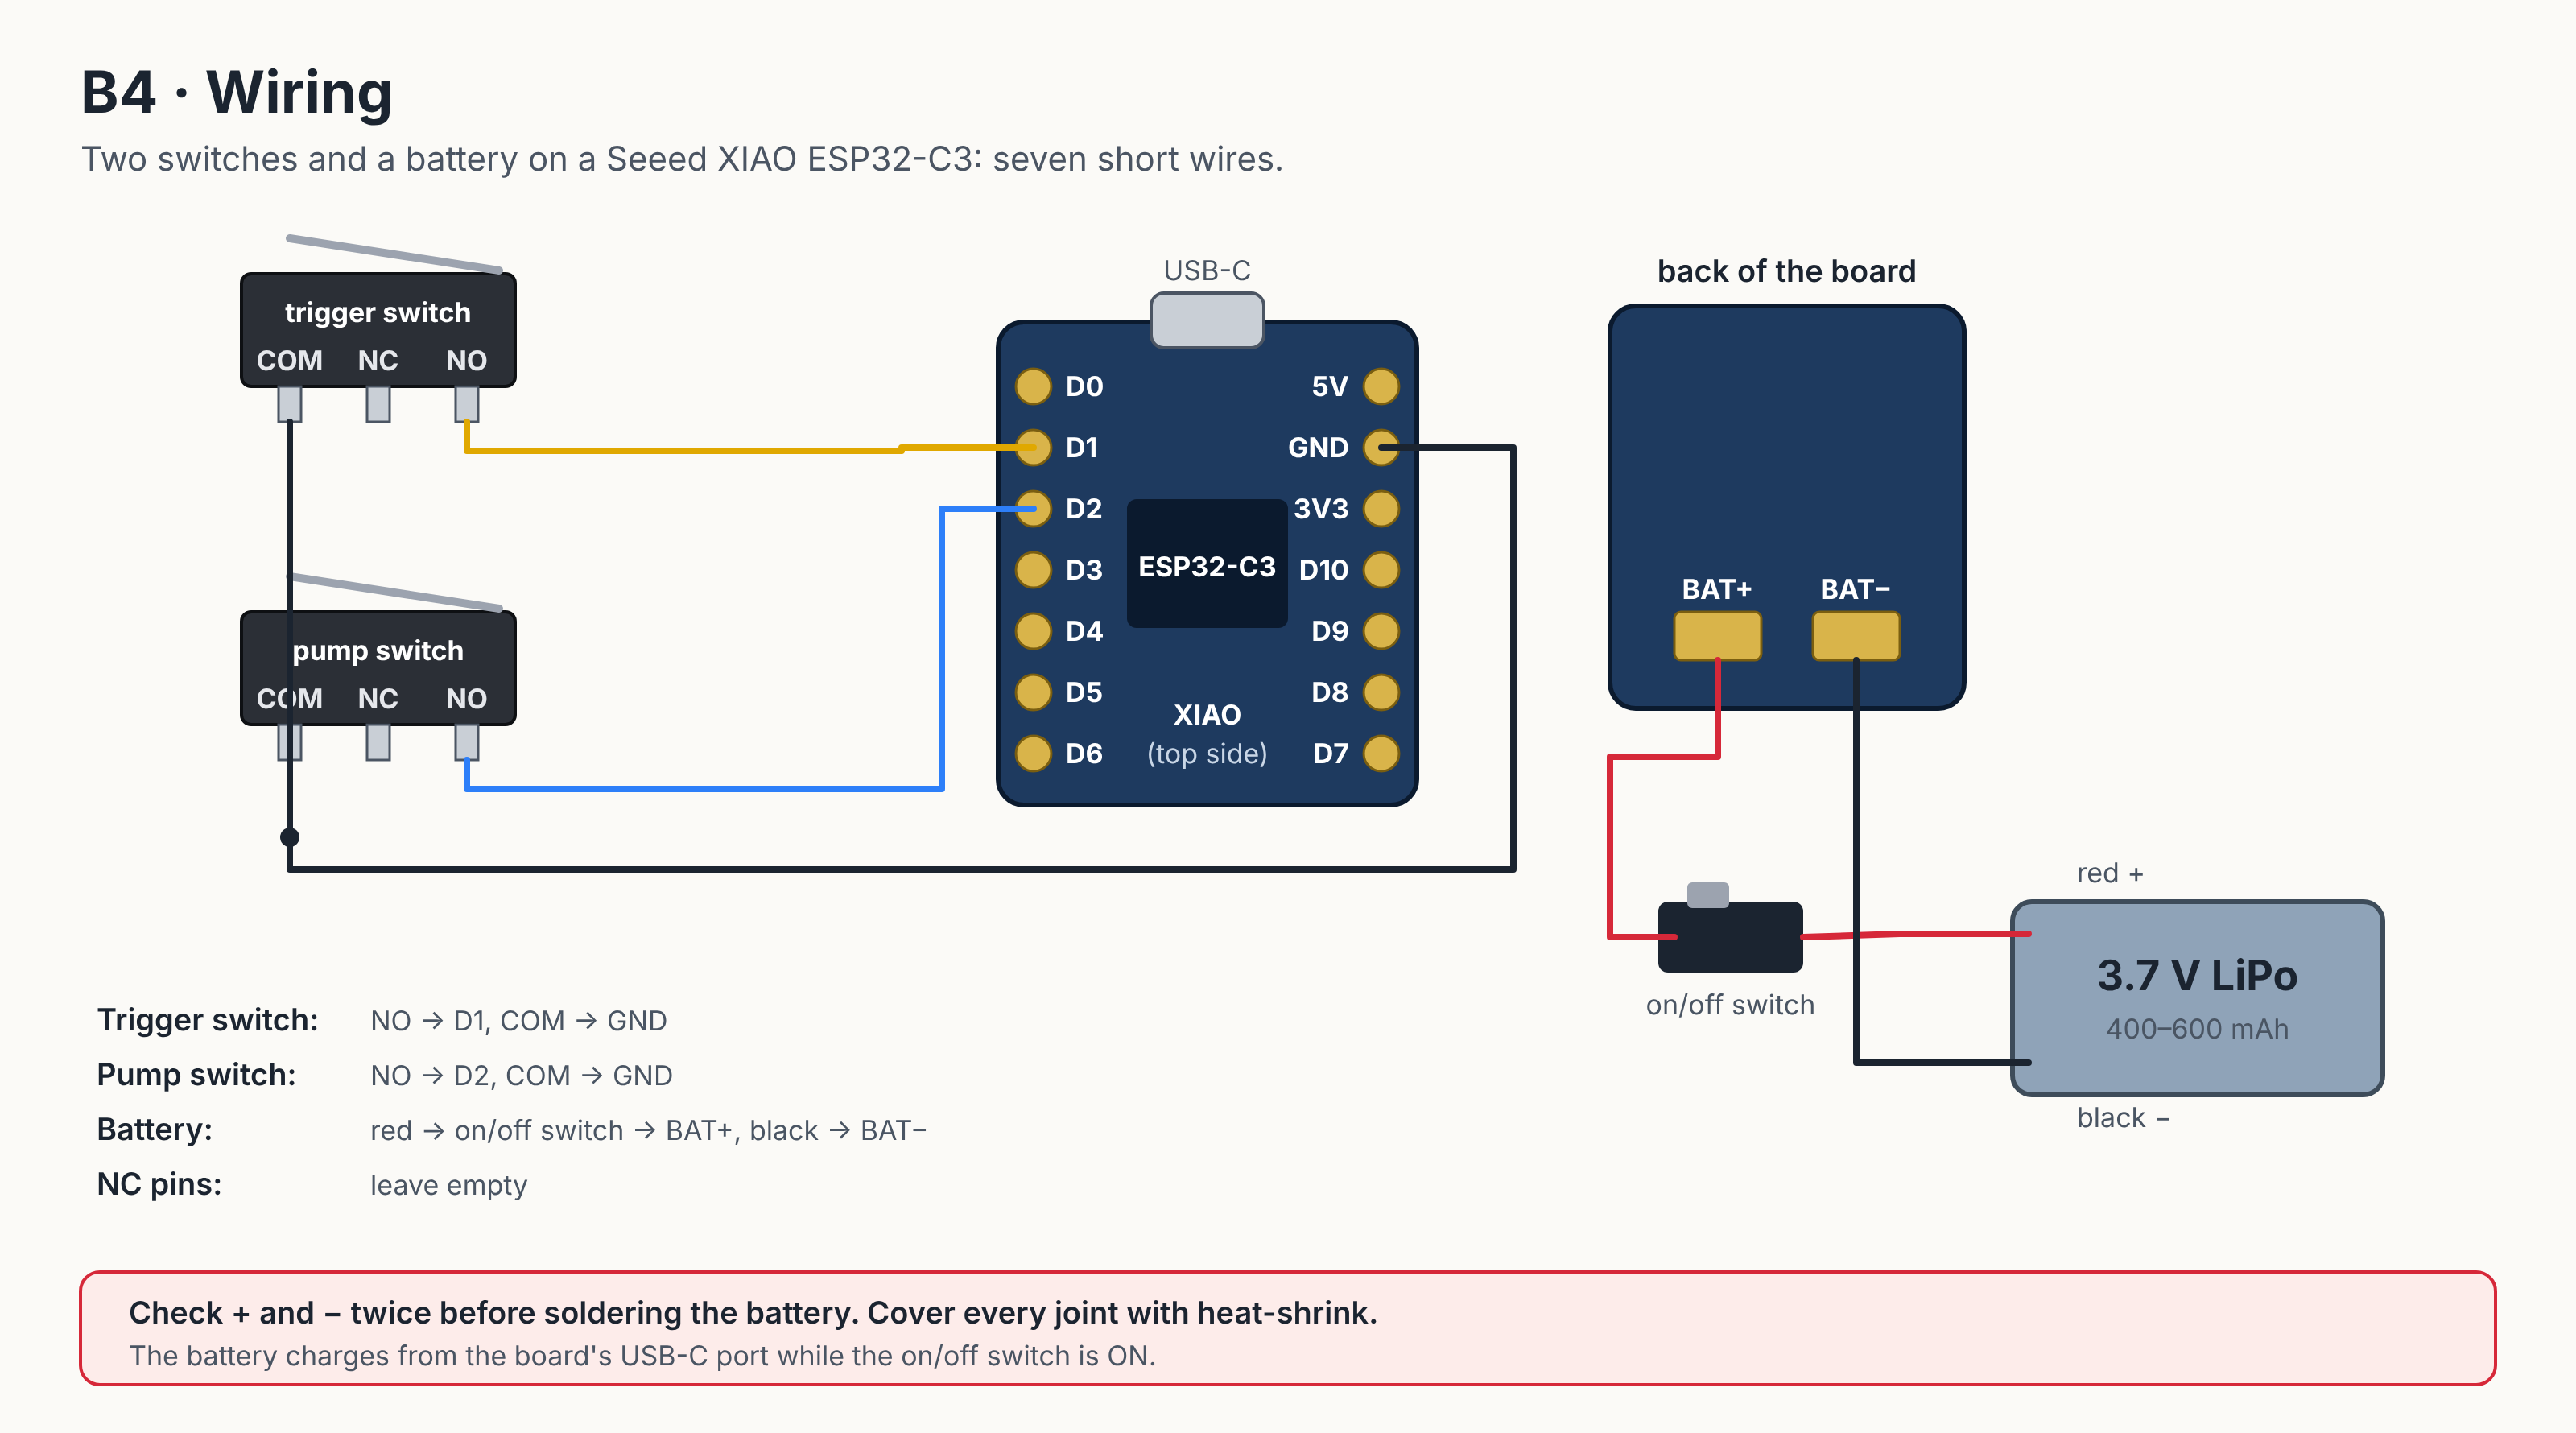 B4 · Wiring
Two switches and a battery on a Seeed XIAO ESP32-C3: seven short wires.
trigger switch
COM NC NO
pump switch
COM NC NO
USB-C
D0 5V
D1 GND
D2 3V3
ESP32-C3
D3 D10
D4 D9
D5 D8
XIAO
D6 (top side) D7
back of the board
BAT+ BAT−
on/off switch
red +
3.7 V LiPo
400–600 mAh
black −
Trigger switch: NO → D1, COM → GND
Pump switch: NO → D2, COM → GND
Battery: red → on/off switch → BAT+, black → BAT−
NC pins: leave empty
Check + and − twice before soldering the battery. Cover every joint with heat-shrink.
The battery charges from the board's USB-C port while the on/off switch is ON.